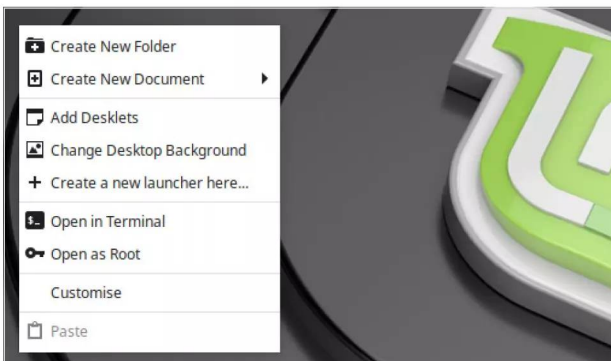 Create New Folder
Create New Document
Add Desklets
Change Desktop Background
Create a new launcher here...
$_ Open in Terminal
Open as Root
Customise
Paste